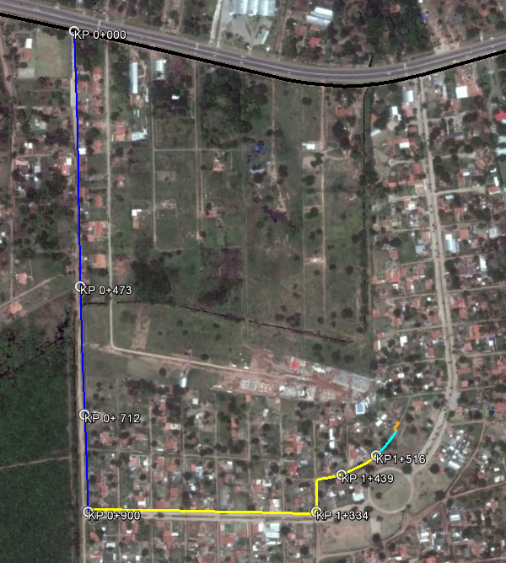 KP 0+000
KP 0+473
KP 0+ 712
KP 0+900
KP 1+334
KP 1+439
KP1+516